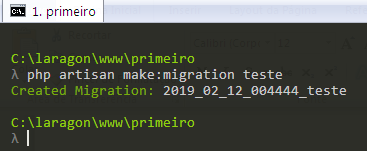 1. primeiro
C:\laragon\www\primeiro
λ php artisan make:migration teste
Created Migration: 2019_02_12_004444_teste
C:\laragon\www\primeiro
λ